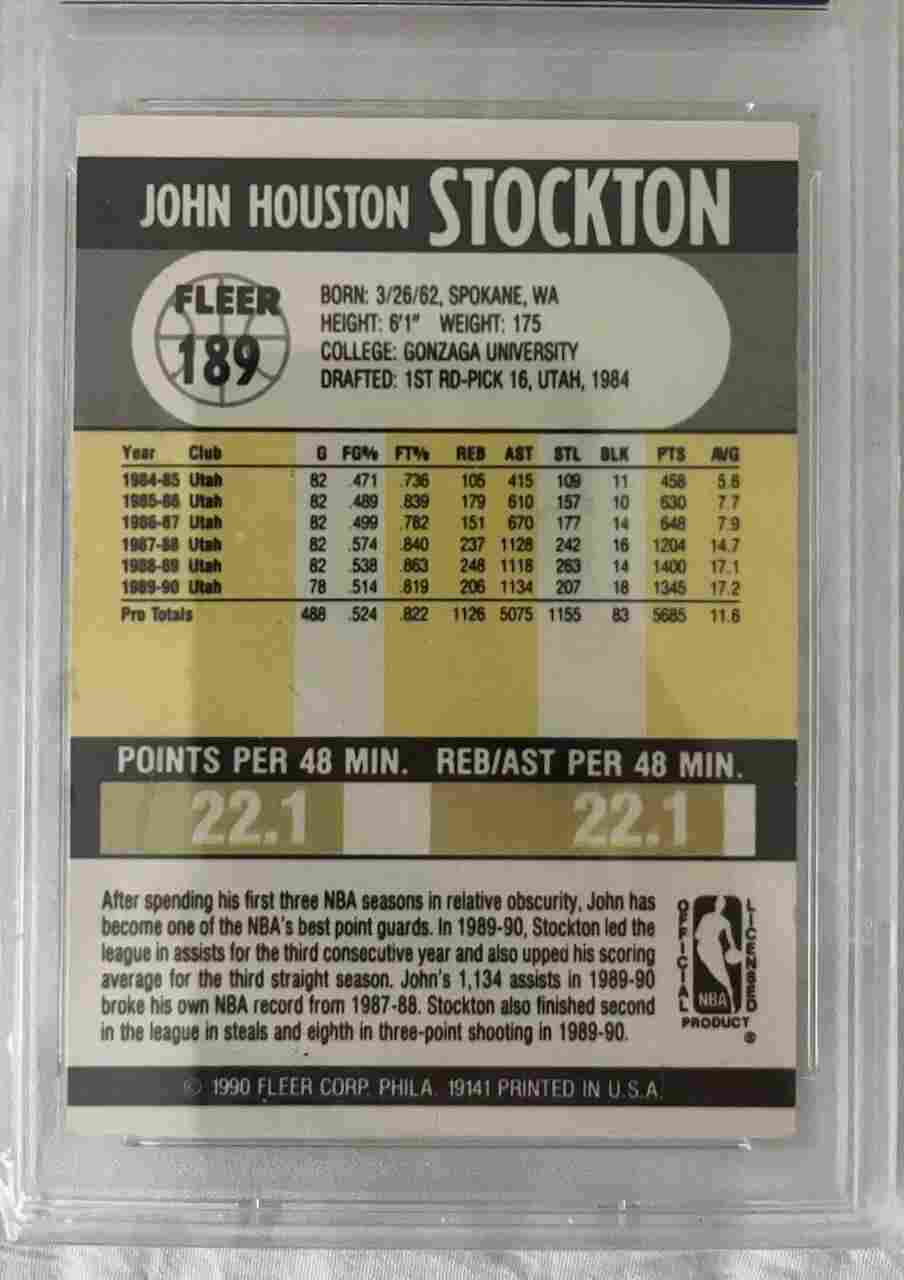 JOHN HOUSTON STOCKTON
FLEER
189
BORN: 3/26/62, SPOKANE, WA
HEIGHT: 6'1" WEIGHT: 175
COLLEGE: GONZAGA UNIVERSITY
DRAFTED: 1ST RD-PICK 16, UTAH, 1984
Year Club G FG% FT% REB AST STL BLK PTS AVG
1984-85 Utah 82 .471 .736 105 415 109 11 458 5.6
1985-86 Utah 82 .489 .839 179 610 157 10 630 7.7
1986-87 Utah 82 .499 .782 151 670 177 14 648 7.9
1987-88 Utah 82 .574 .840 237 1128 242 16 1204 14.7
1988-89 Utah 82 .538 .863 248 1118 263 14 1400 17.1
1989-90 Utah 78 .514 .819 206 1134 207 18 1345 17.2
Pro Totals 488 .524 .822 1126 5075 1155 83 5685 11.6
POINTS PER 48 MIN. REB/AST PER 48 MIN.
22.1 22.1
After spending his first three NBA seasons in relative obscurity, John has
become one of the NBA's best point guards. In 1989-90, Stockton led the
league in assists for the third consecutive year and also upped his scoring
average for the third straight season. John's 1,134 assists in 1989-90
broke his own NBA record from 1987-88. Stockton also finished second
in the league in steals and eighth in three-point shooting in 1989-90.
OFFICIAL
LICENSED
NBA
PRODUCT
®
© 1990 FLEER CORP. PHILA. 19141 PRINTED IN U.S.A.